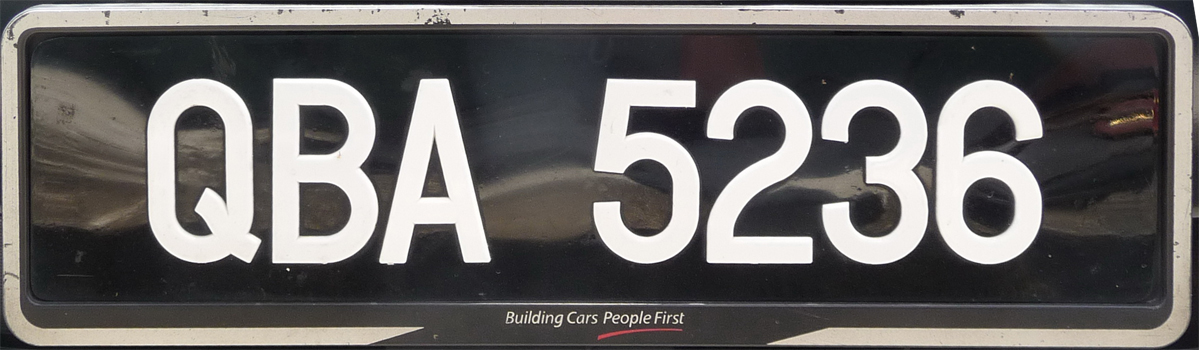 QBA 5236
Building Cars People First